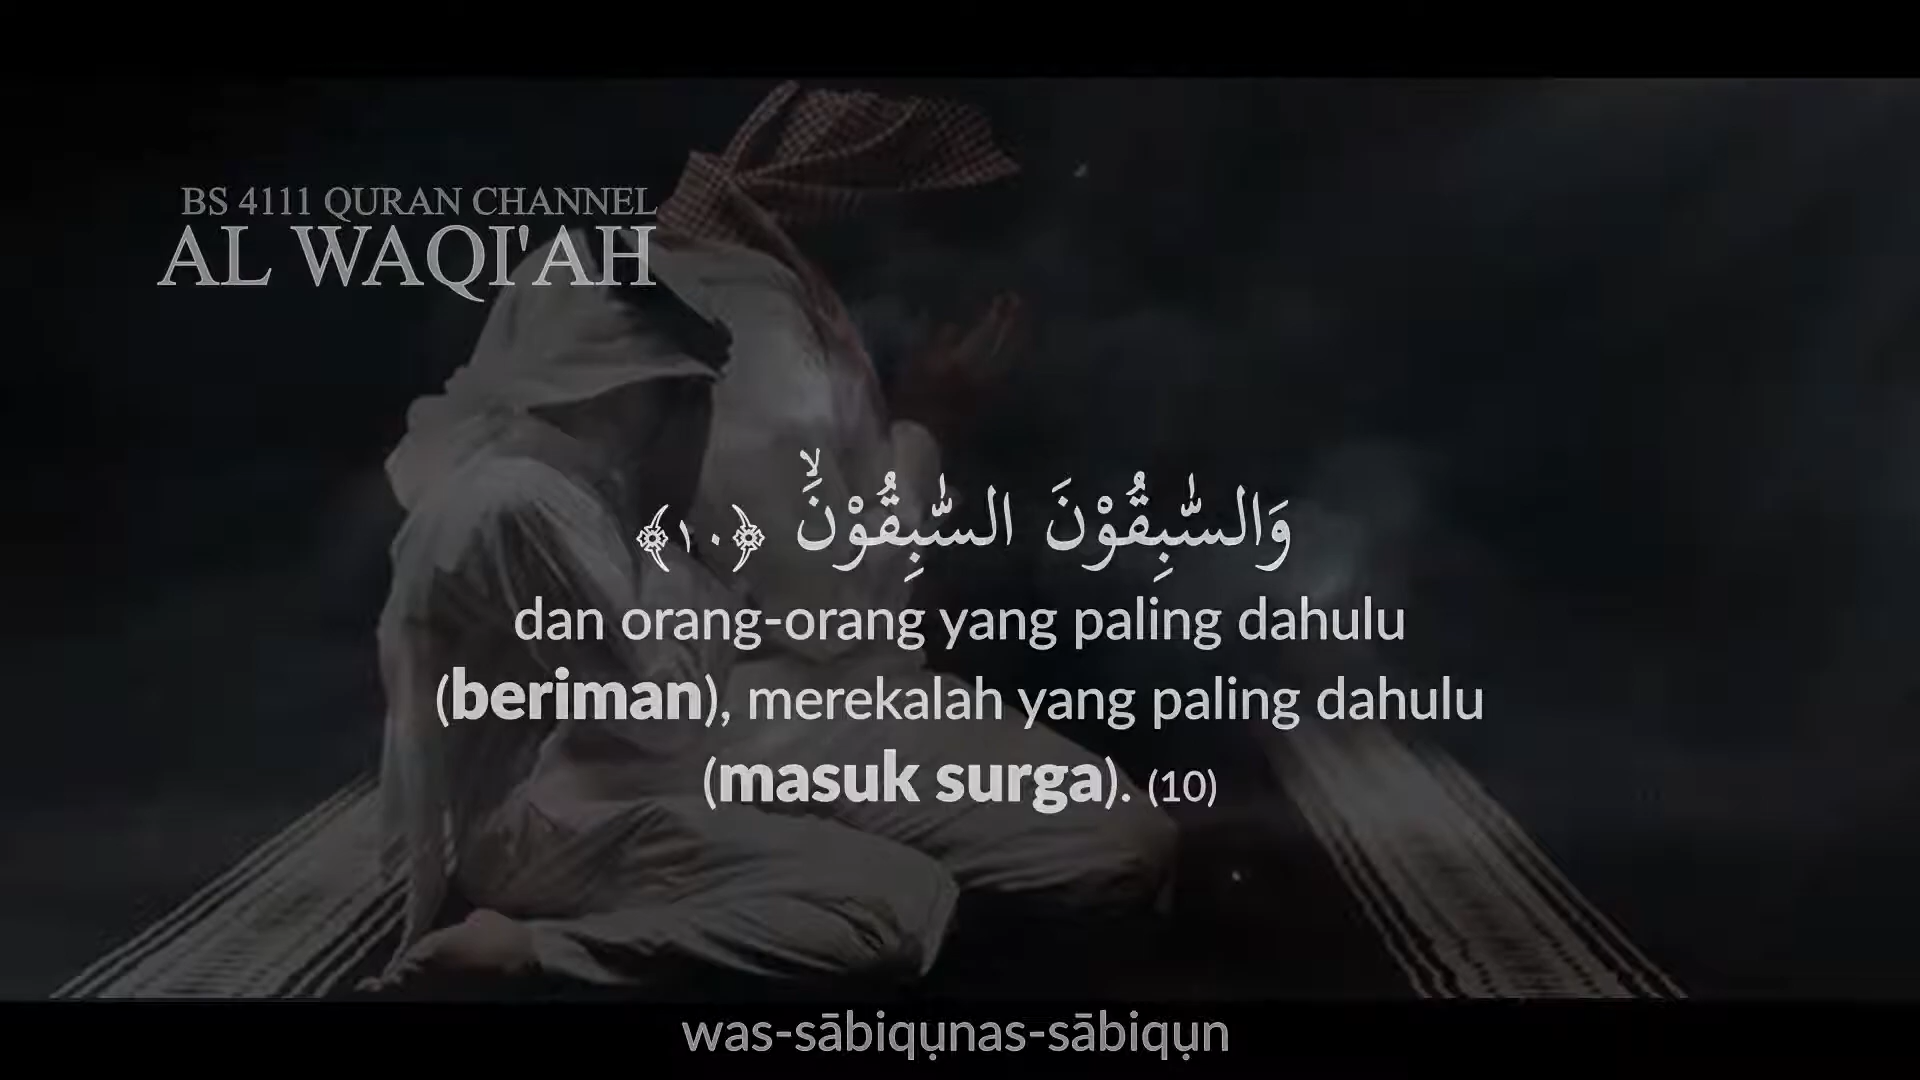 BS 4111 QURAN CHANNEL
AL WAQI'AH
وَالسّٰبِقُوْنَ السّٰبِقُوْنَۙ ﴿١٠﴾
dan orang-orang yang paling dahulu
(beriman), merekalah yang paling dahulu
(masuk surga). (10)
was-sābiqụnas-sābiqụn